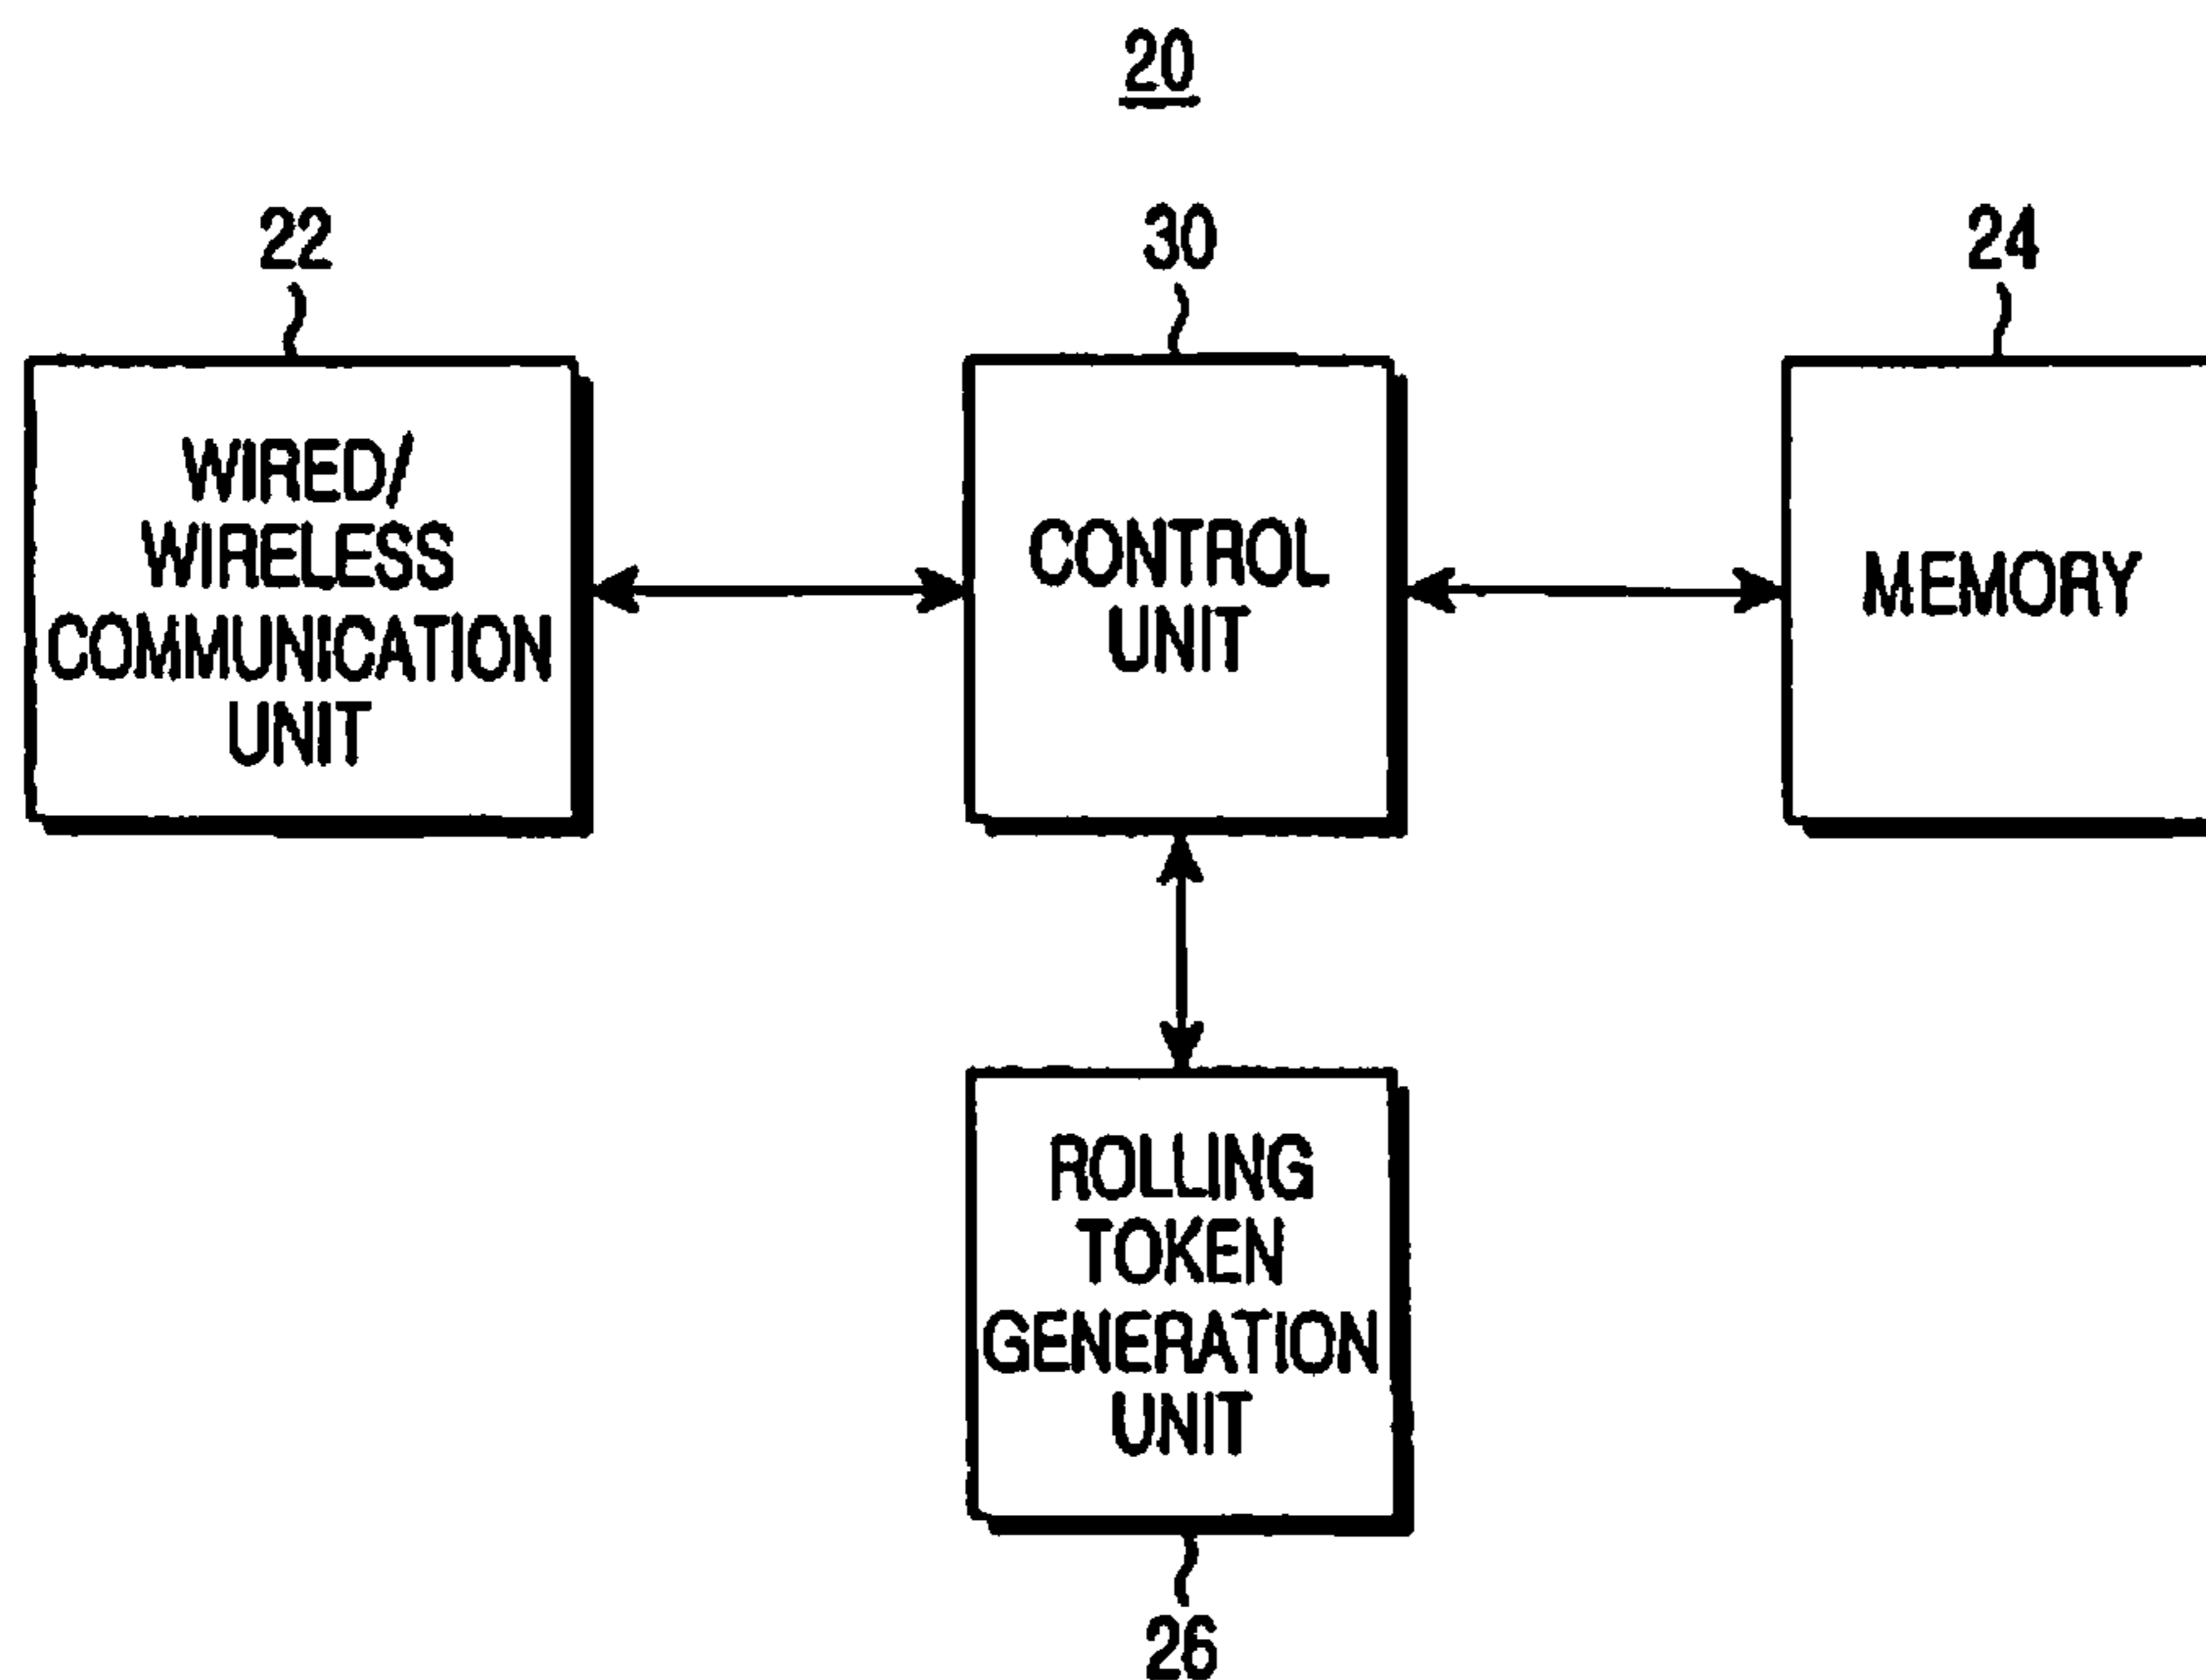 20
22
30
24
WIRED/
WIRELESS
COMMUNICATION
UNIT
CONTROL
UNIT
MEMORY
ROLLING
TOKEN
GENERATION
UNIT
26